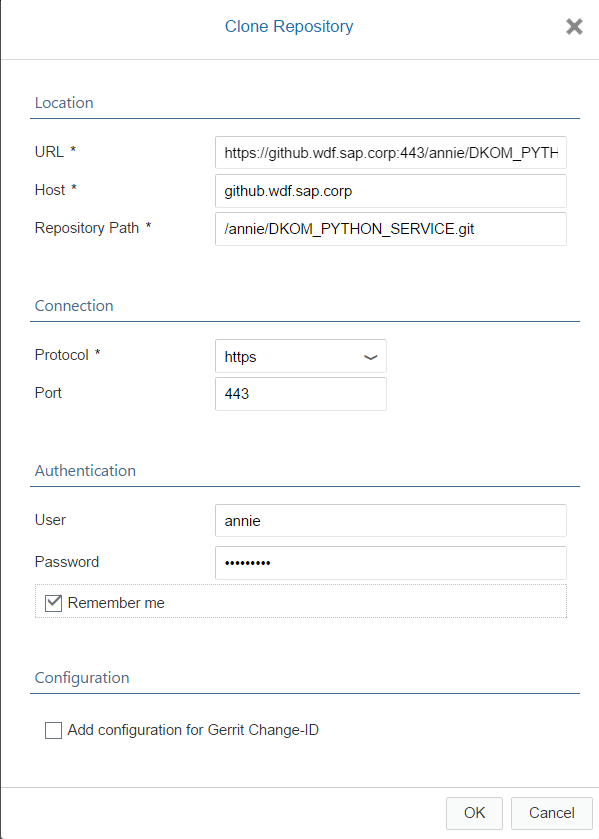 Clone Repository
Location
URL *
https://github.wdf.sap.corp:443/annie/DKOM_PYTH
Host *
github.wdf.sap.corp
Repository Path *
/annie/DKOM_PYTHON_SERVICE.git
Connection
Protocol *
https
Port
443
Authentication
User
annie
Password
•••••••••
Remember me
Configuration
Add configuration for Gerrit Change-ID
OK
Cancel